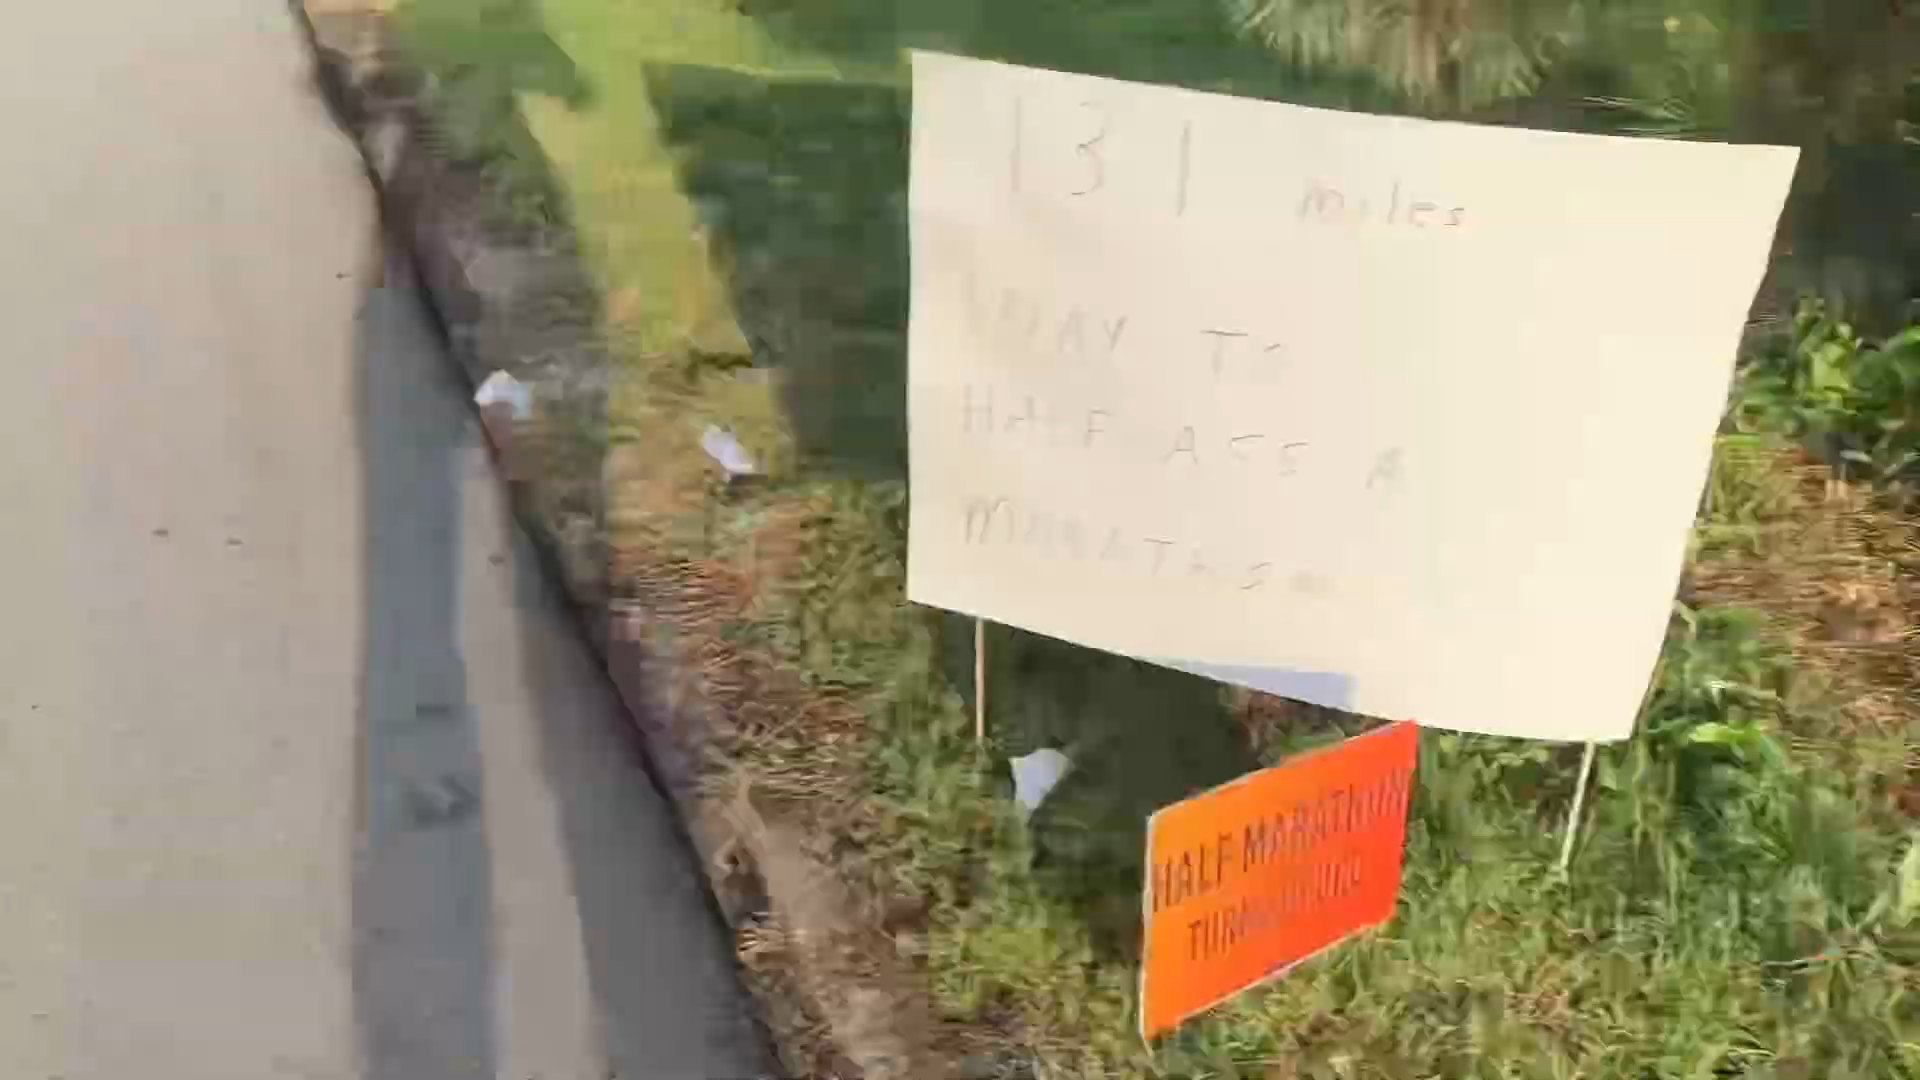 13 1 miles
WAY TO
HALF ASS A
MARATHON
HALF MARATHON
TURNAROUND